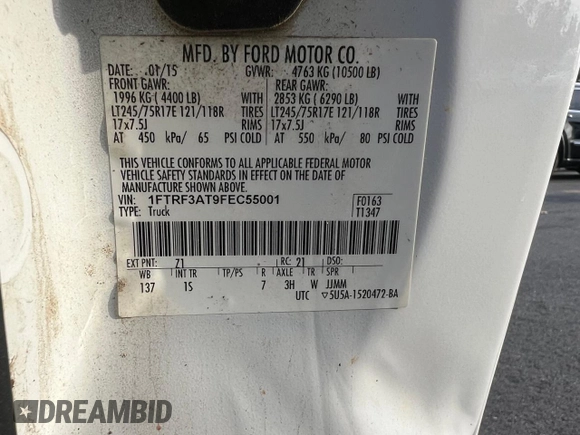 MFD. BY FORD MOTOR CO.
DATE: 01/15 GVWR: 4763 KG (10500 LB)
FRONT GAWR: REAR GAWR:
1996 KG ( 4400 LB) WITH 2853 KG ( 6290 LB) WITH
LT245/75R17E 121/118R TIRES LT245/75R17E 121/118R TIRES
17x7.5J RIMS 17x7.5J RIMS
AT 450 kPa/ 65 PSI COLD AT 550 kPa/ 80 PSI COLD
THIS VEHICLE CONFORMS TO ALL APPLICABLE FEDERAL MOTOR
VEHICLE SAFETY STANDARDS IN EFFECT ON THE DATE OF
MANUFACTURE SHOWN ABOVE.
VIN: 1FTRF3AT9FEC55001 F0163
TYPE: Truck T1347
EXT PNT: Z1 RC: 21 DSO:
WB INT TR TP/PS R AXLE TR SPR
137 1S 7 3H W JJMM
UTC ▽5U5A-1520472-BA
DREAMBID